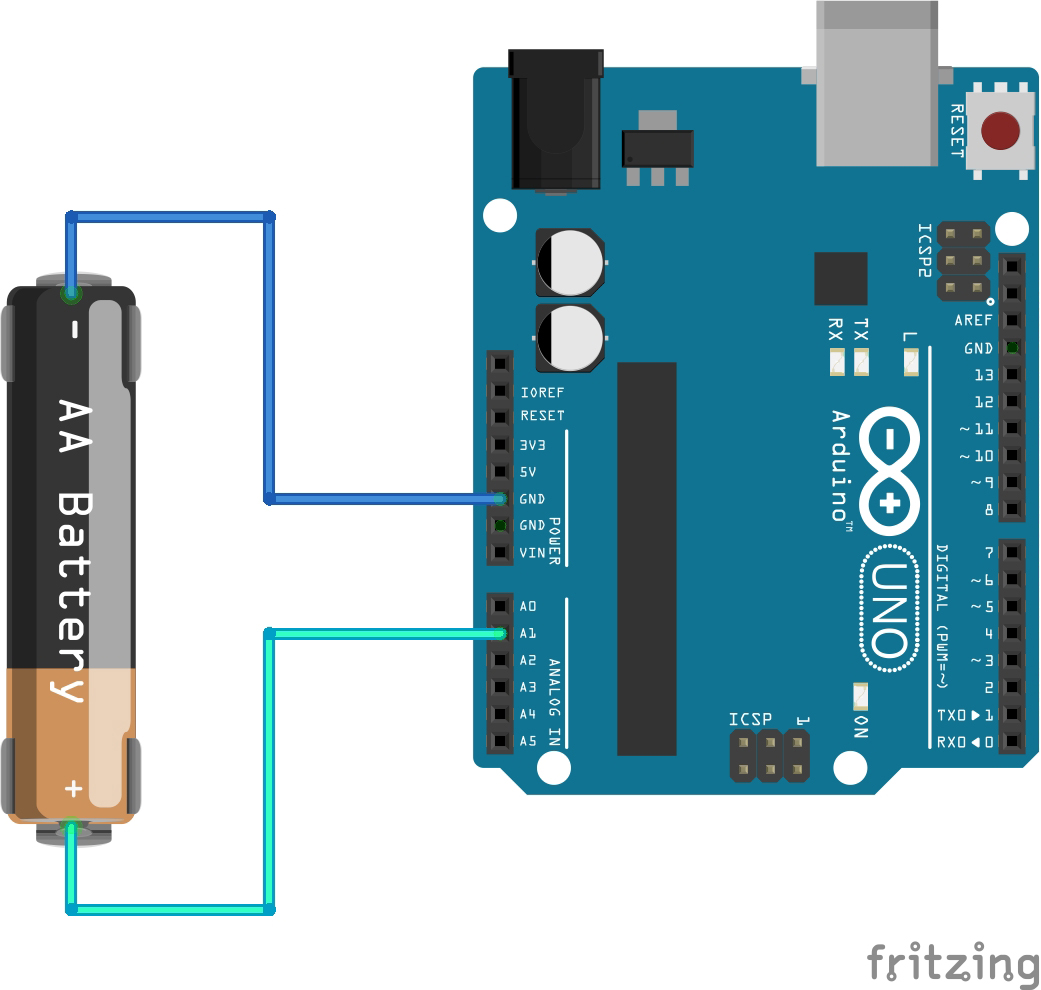 -
AA Battery
+
RESET
ICSP2
AREF
GND
13
12
~11
~10
~9
8
7
~6
~5
4
~3
2
TX0▶1
RX0◀0
DIGITAL (PWM=~)
RX
TX
L
Arduino™
- +
UNO
ON
ICSP
1
IOREF
RESET
3V3
5V
GND
GND
VIN
POWER
A0
A1
A2
A3
A4
A5
ANALOG IN
fritzing